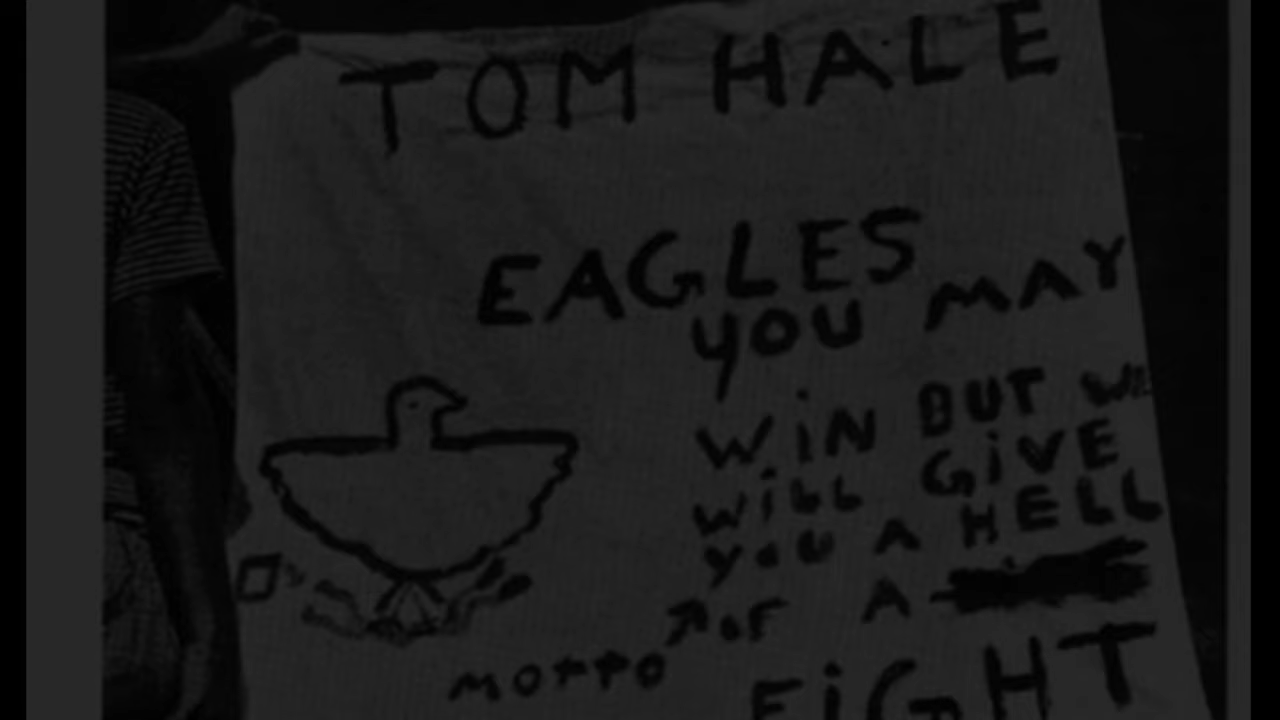 TOM HALE
EAGLES
YOU MAY
WiN BUT WE
WiLL GiVE
YOU A HELL
OF A
MOTTO
FiGHT